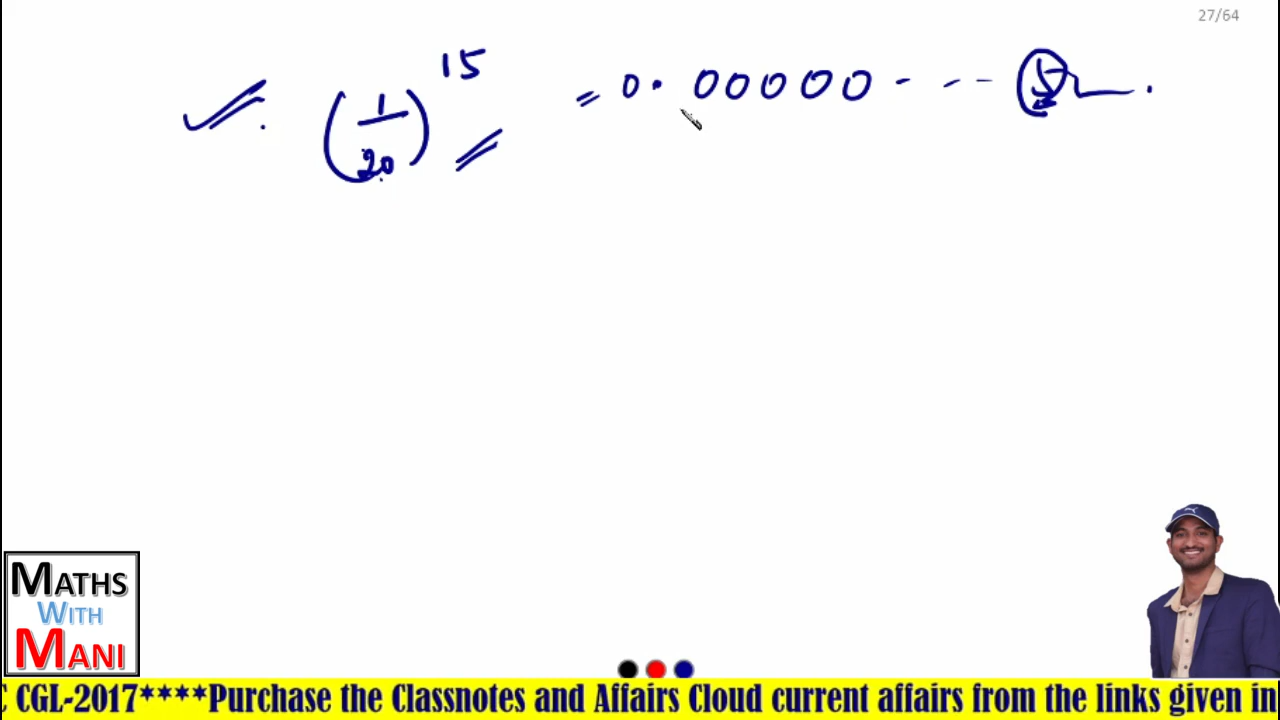 27/64
(1/20)^15 = 0.00000 - - - 5
MATHS
WITH
MANI
C CGL-2017****Purchase the Classnotes and Affairs Cloud current affairs from the links given in